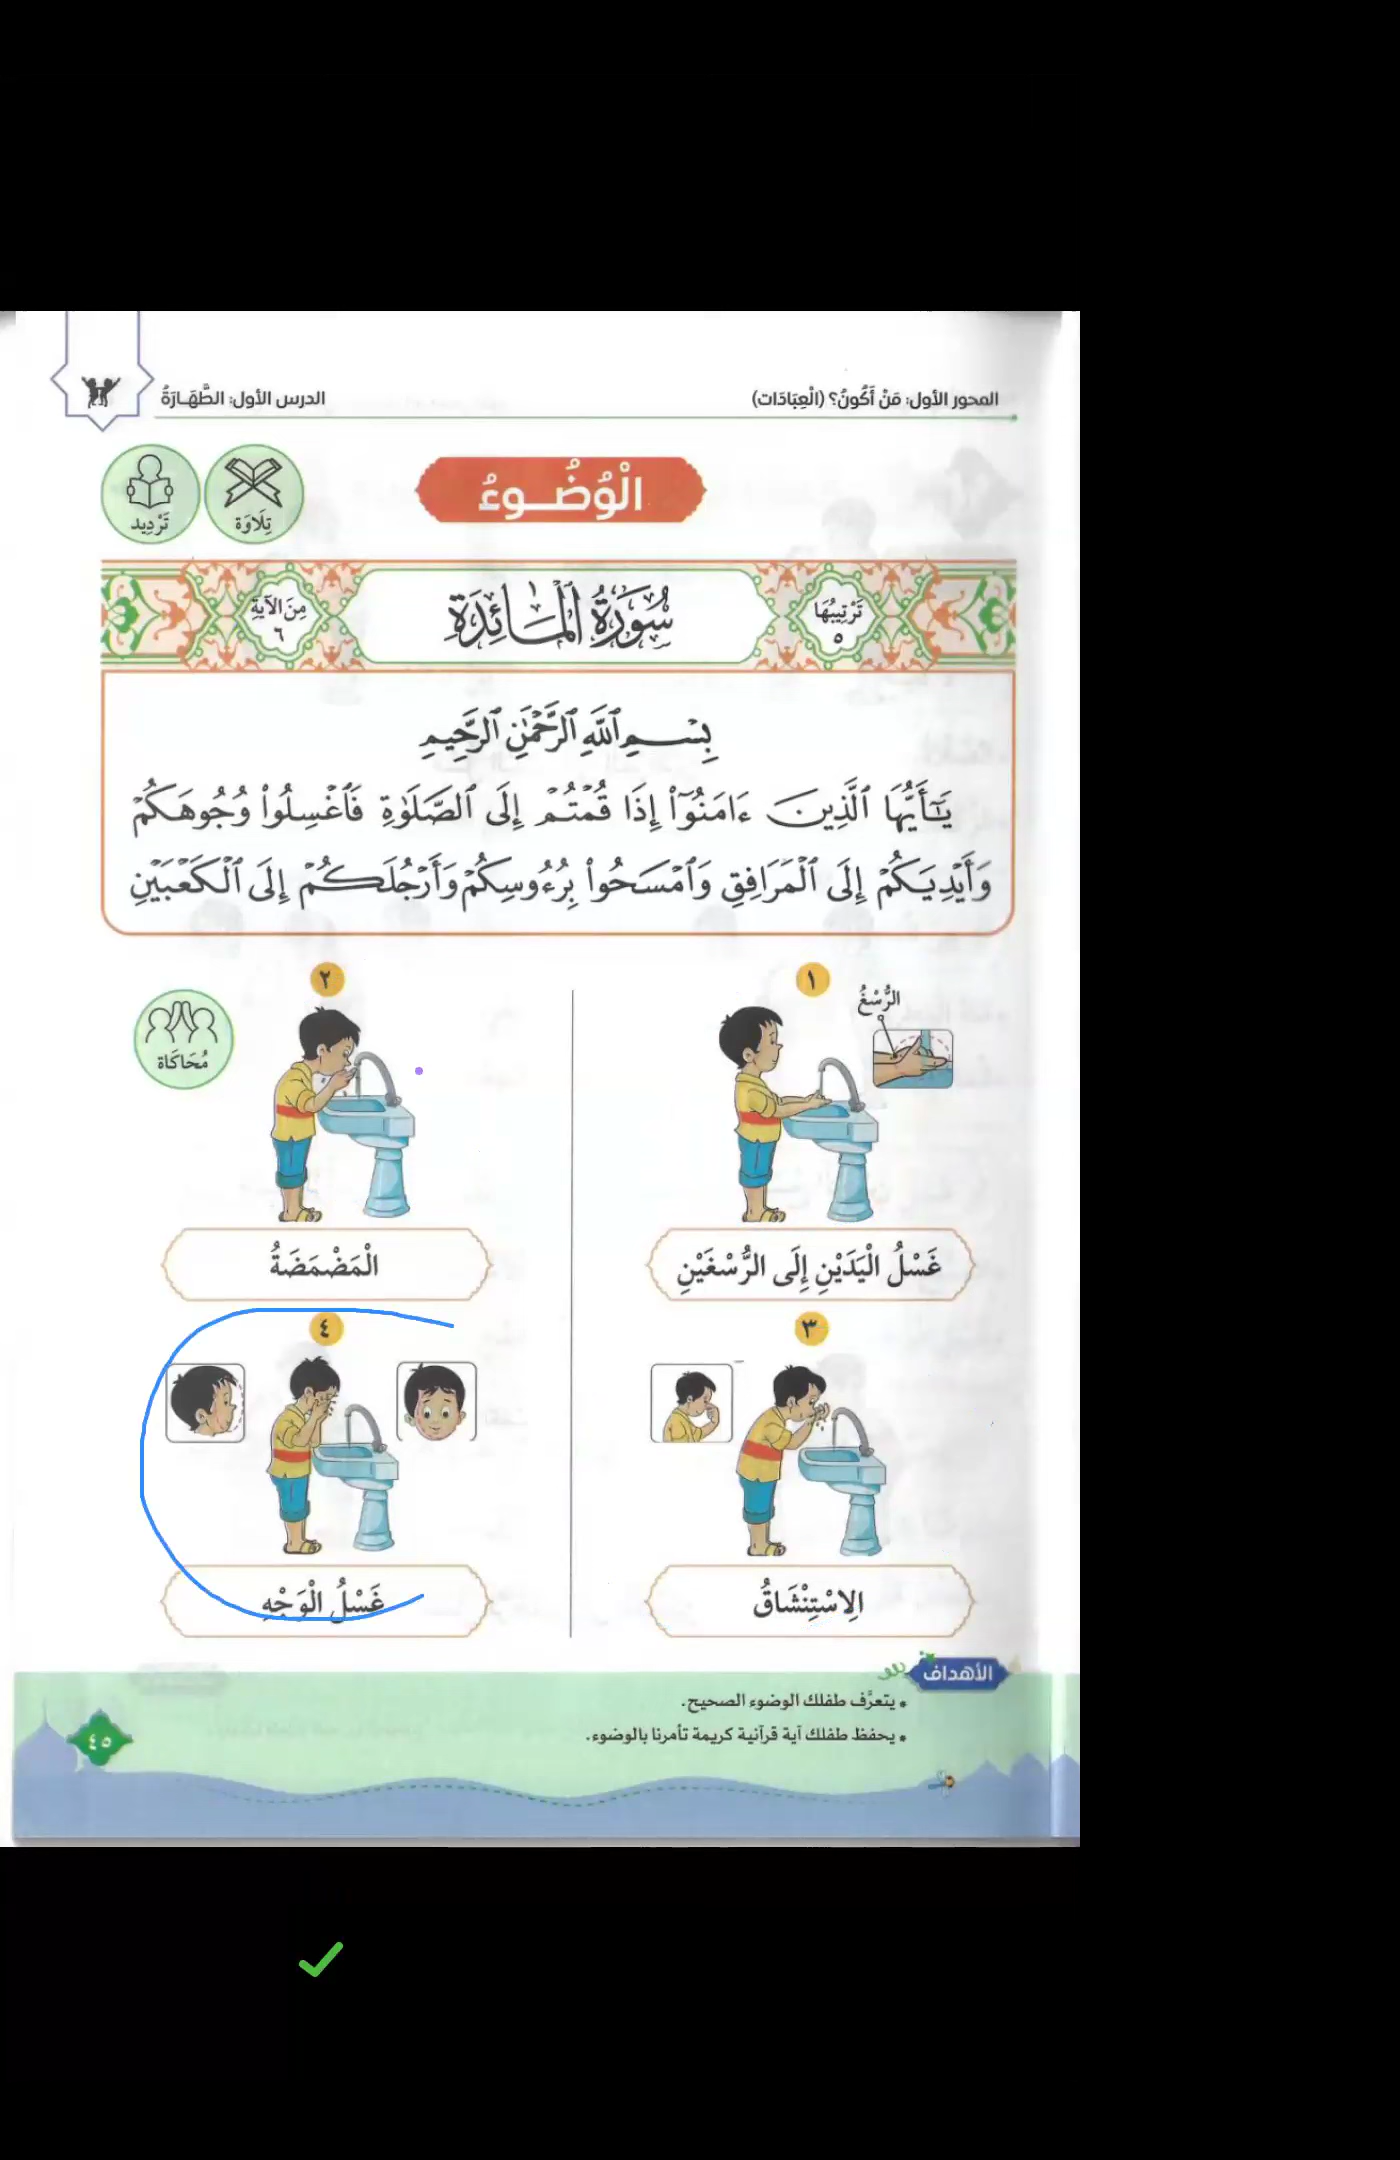 المحور الأول: مَنْ أَكُونُ؟ (الْعِبَادَات)
الدرس الأول: الطَّهَارَةُ
الْوُضُوءُ
تِلَاوَة
تَرْدِيد
تَرْتِيبُهَا
٥
سُورَةُ الْمَائِدَةِ
مِنَ الآيَةِ
٦
بِسْمِ ٱللَّهِ ٱلرَّحْمَٰنِ ٱلرَّحِيمِ
يَٰٓأَيُّهَا ٱلَّذِينَ ءَامَنُوٓاْ إِذَا قُمْتُمْ إِلَى ٱلصَّلَوٰةِ فَٱغْسِلُواْ وُجُوهَكُمْ
وَأَيْدِيَكُمْ إِلَى ٱلْمَرَافِقِ وَٱمْسَحُواْ بِرُءُوسِكُمْ وَأَرْجُلَكُمْ إِلَى ٱلْكَعْبَيْنِ
١
الرُّسْغُ
غَسْلُ الْيَدَيْنِ إِلَى الرُّسْغَيْنِ
٢
مُحَاكَاة
الْمَضْمَضَةُ
٣
الِاسْتِنْشَاقُ
٤
غَسْلُ الْوَجْهِ
الأهداف
• يتعرَّف طفلك الوضوء الصحيح.
• يحفظ طفلك آية قرآنية كريمة تأمرنا بالوضوء.
٤٥